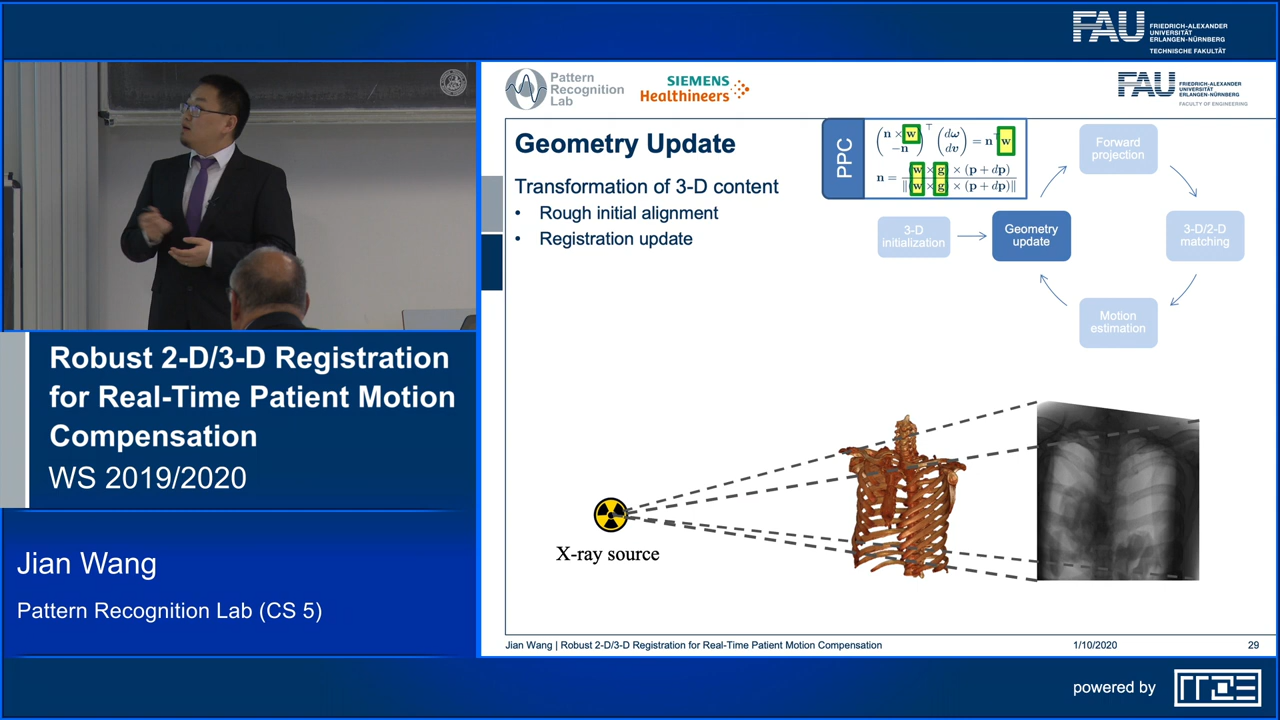 FAU
FRIEDRICH-ALEXANDER
UNIVERSITÄT
ERLANGEN-NÜRNBERG
TECHNISCHE FAKULTÄT
Pattern
Recognition
Lab
SIEMENS
Healthineers
FAU
FRIEDRICH-ALEXANDER
UNIVERSITÄT
ERLANGEN-NÜRNBERG
FACULTY OF ENGINEERING
Geometry Update
Transformation of 3-D content
• Rough initial alignment
• Registration update
PPC
(n × w
−n)⊤ (dω
dv) = n⊤ w
n = w × g × (p + dp)
‖(w × g × (p + dp)‖
Forward
projection
3-D
initialization
Geometry
update
3-D/2-D
matching
Motion
estimation
X-ray source
Jian Wang | Robust 2-D/3-D Registration for Real-Time Patient Motion Compensation
1/10/2020
29
Robust 2-D/3-D Registration
for Real-Time Patient Motion
Compensation
WS 2019/2020
Jian Wang
Pattern Recognition Lab (CS 5)
powered by